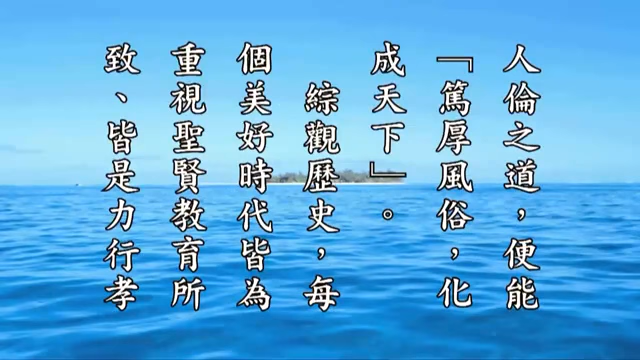 人倫之道，便能
「篤厚風俗，化
成天下」。
綜觀歷史，每
個美好時代皆為
重視聖賢教育所
致、皆是力行孝